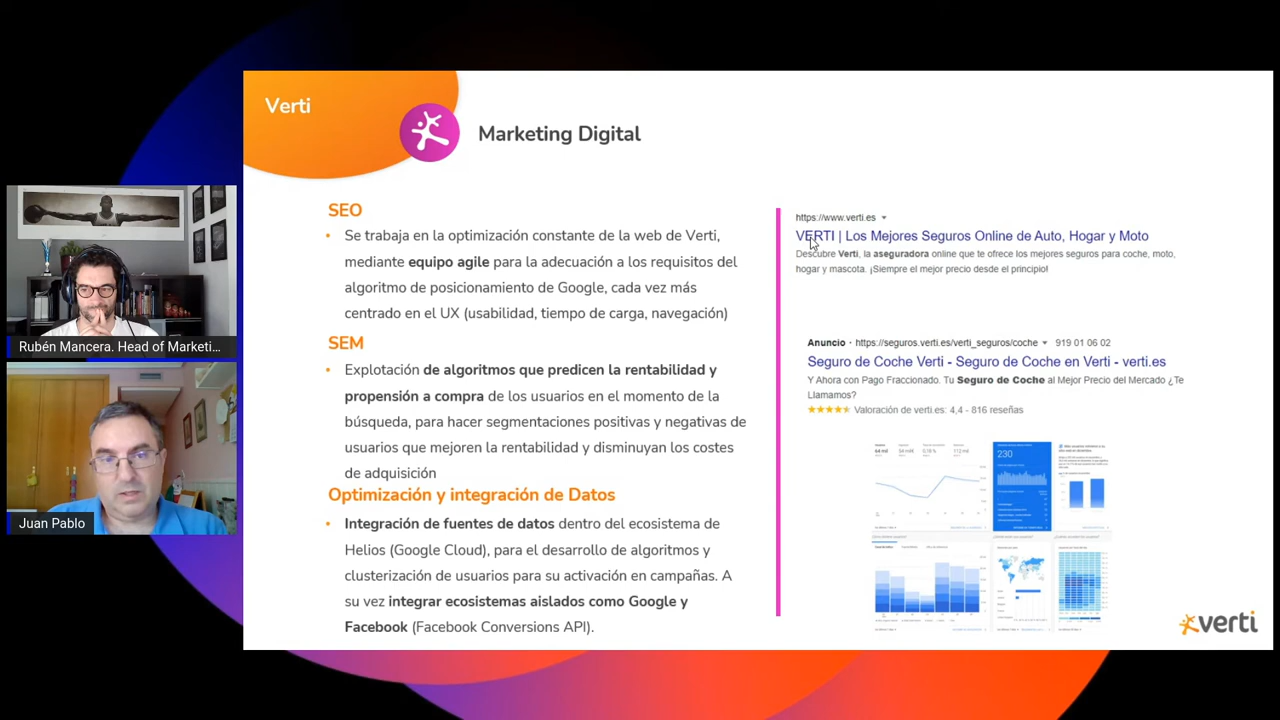 Verti
Marketing Digital
SEO
Se trabaja en la optimización constante de la web de Verti,
mediante equipo agile para la adecuación a los requisitos del
algoritmo de posicionamiento de Google, cada vez más
centrado en el UX (usabilidad, tiempo de carga, navegación)
SEM
Explotación de algoritmos que predicen la rentabilidad y
propensión a compra de los usuarios en el momento de la
búsqueda, para hacer segmentaciones positivas y negativas de
usuarios que mejoren la rentabilidad y disminuyan los costes
Optimización y integración de Datos
Integración de fuentes de datos dentro del ecosistema de
Helios (Google Cloud), para el desarrollo de algoritmos y
clusterización de usuarios para su activación en campañas. A
su vez integrar ecosistemas aislados como Google y
Facebook (Facebook Conversions API).
https://www.verti.es
VERTI | Los Mejores Seguros Online de Auto, Hogar y Moto
Descubre Verti, la aseguradora online que te ofrece los mejores seguros para coche, moto,
hogar y mascota. ¡Siempre el mejor precio desde el principio!
Anuncio · https://seguros.verti.es/verti_seguros/coche 919 01 06 02
Seguro de Coche Verti - Seguro de Coche en Verti - verti.es
Y Ahora con Pago Fraccionado. Tu Seguro de Coche al Mejor Precio del Mercado ¿Te
Llamamos?
Valoración de verti.es: 4,4 - 816 reseñas
230
verti
Rubén Mancera. Head of Marketi...
Juan Pablo